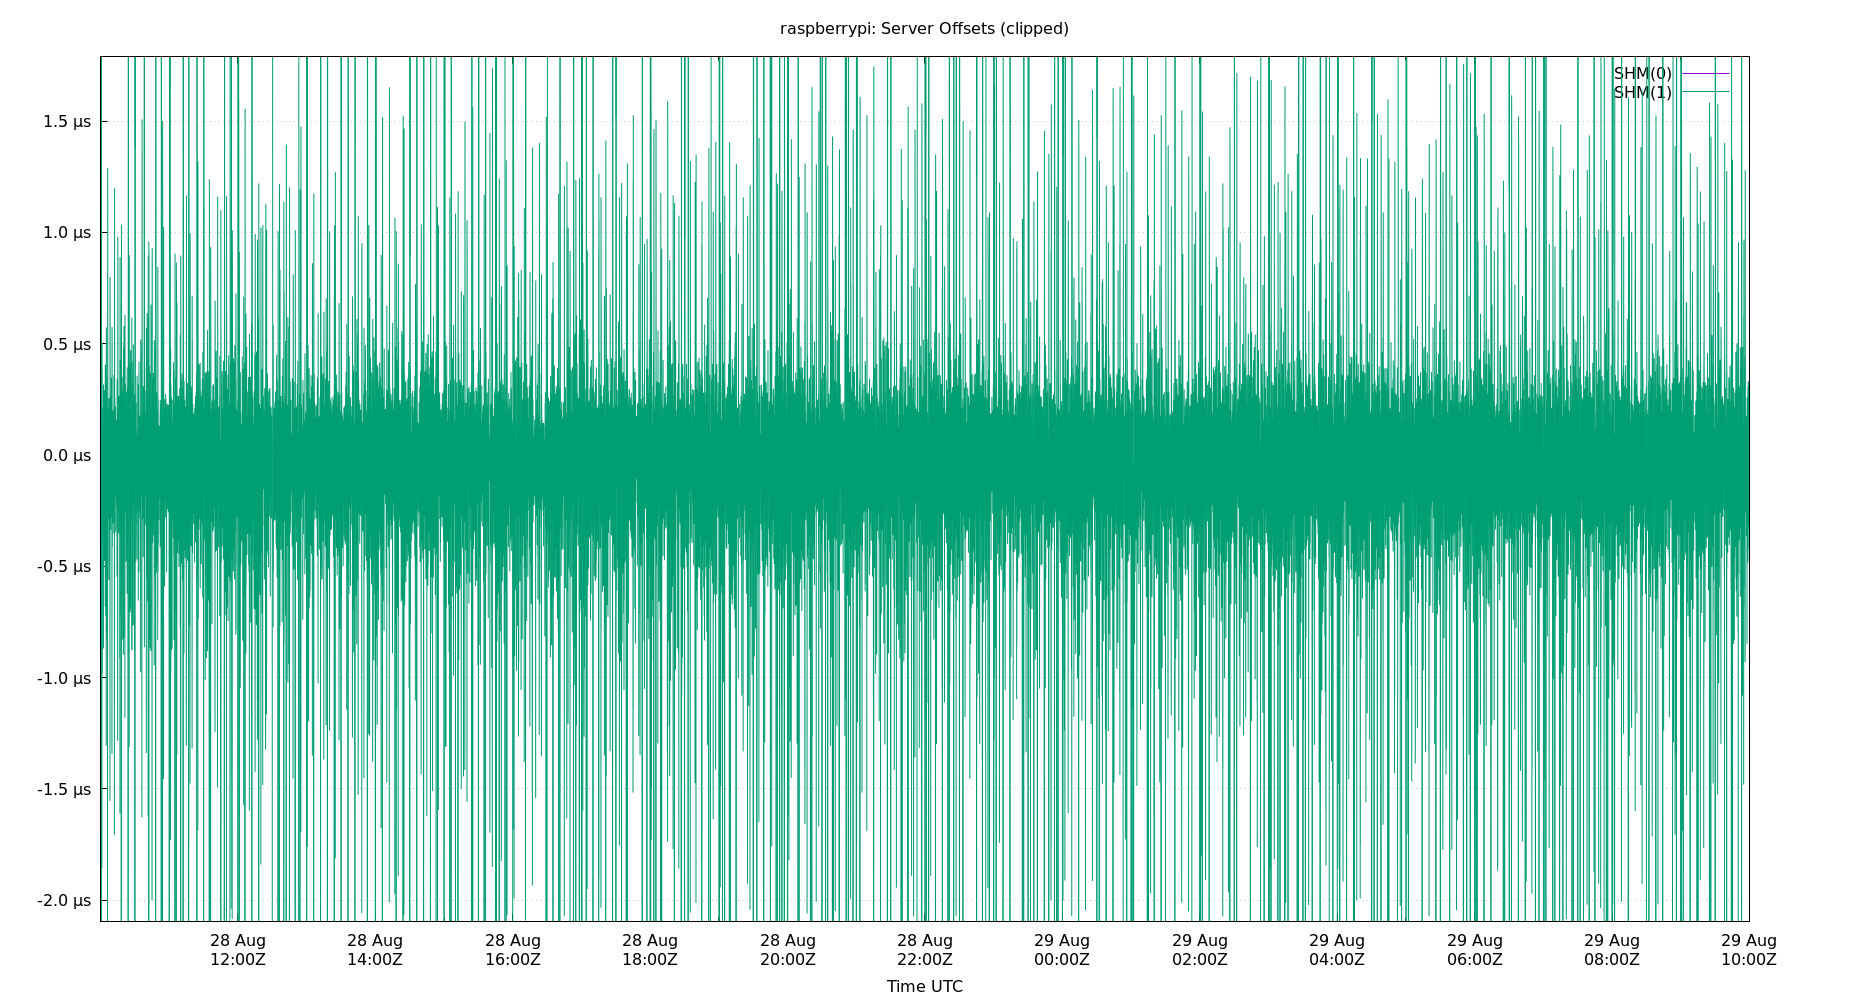 raspberrypi: Server Offsets (clipped)
SHM(0)
SHM(1)
1.5 µs
1.0 µs
0.5 µs
0.0 µs
-0.5 µs
-1.0 µs
-1.5 µs
-2.0 µs
28 Aug 28 Aug 28 Aug 28 Aug 28 Aug 28 Aug 29 Aug 29 Aug 29 Aug 29 Aug 29 Aug 29 Aug
12:00Z 14:00Z 16:00Z 18:00Z 20:00Z 22:00Z 00:00Z 02:00Z 04:00Z 06:00Z 08:00Z 10:00Z
Time UTC